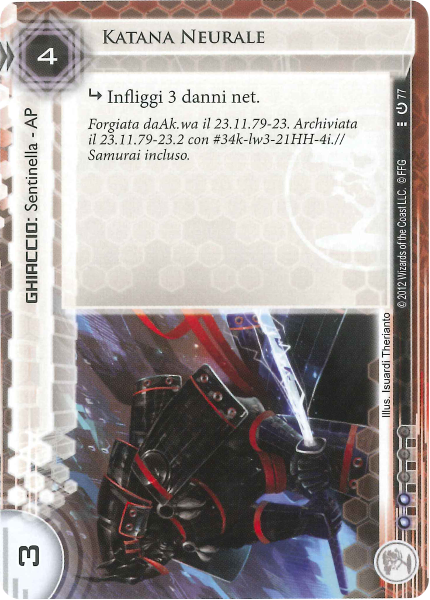 4
KATANA NEURALE
↳ Infliggi 3 danni net.
Forgiata daAk.wa il 23.11.79-23. Archiviata
il 23.11.79-23.2 con #34k-lw3-21HH-4i.//
Samurai incluso.
GHIACCIO: Sentinella - AP
3
Illus. Isuardi Therianto
© 2012 Wizards of the Coast LLC. © FFG
77